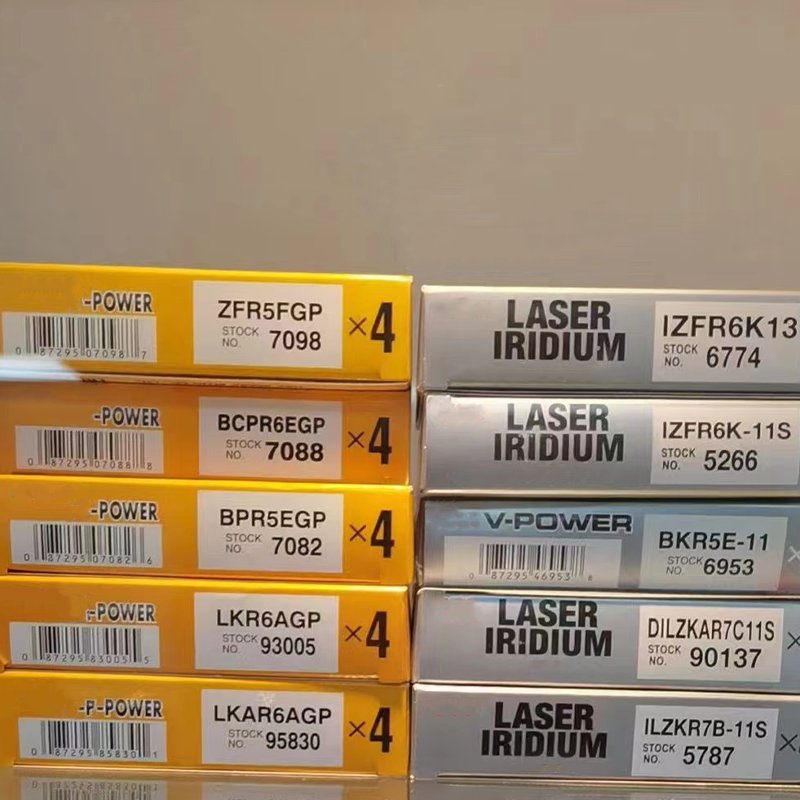 -POWER
ZFR5FGP
STOCK NO. 7098
×4
0 87295 07098 7
-POWER
BCPR6EGP
STOCK NO. 7088
×4
0 87295 07088 8
-POWER
BPR5EGP
STOCK NO. 7082
×4
0 87295 07082 6
-POWER
LKR6AGP
STOCK NO. 93005
×4
0 87295 83005 5
-P-POWER
LKAR6AGP
STOCK NO. 95830
×4
0 87295 85830 1
LASER
IRIDIUM
IZFR6K13
STOCK NO. 6774
LASER
IRIDIUM
IZFR6K-11S
STOCK NO. 5266
V-POWER
BKR5E-11
STOCK NO. 6953
×
0 87295 46953 8
LASER
IRIDIUM
DILZKAR7C11S
STOCK NO. 90137
×
LASER
IRIDIUM
ILZKR7B-11S
STOCK NO. 5787
×